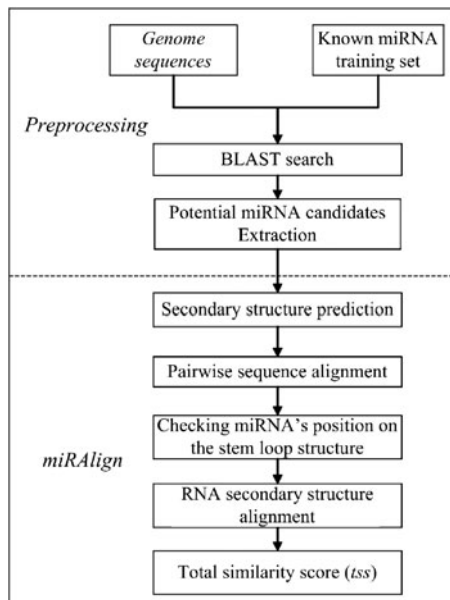 Genome
sequences
Known miRNA
training set
Preprocessing
BLAST search
Potential miRNA candidates
Extraction
Secondary structure prediction
Pairwise sequence alignment
Checking miRNA's position on
the stem loop structure
miRAlign
RNA secondary structure
alignment
Total similarity score (tss)